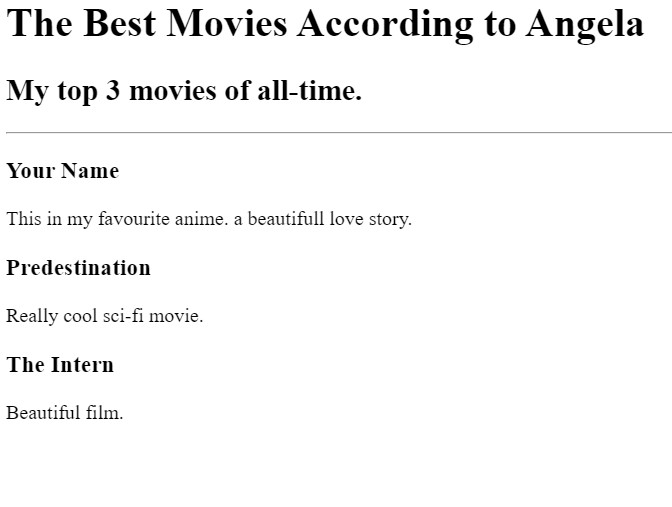 The Best Movies According to Angela
My top 3 movies of all-time.
Your Name
This in my favourite anime. a beautifull love story.
Predestination
Really cool sci-fi movie.
The Intern
Beautiful film.